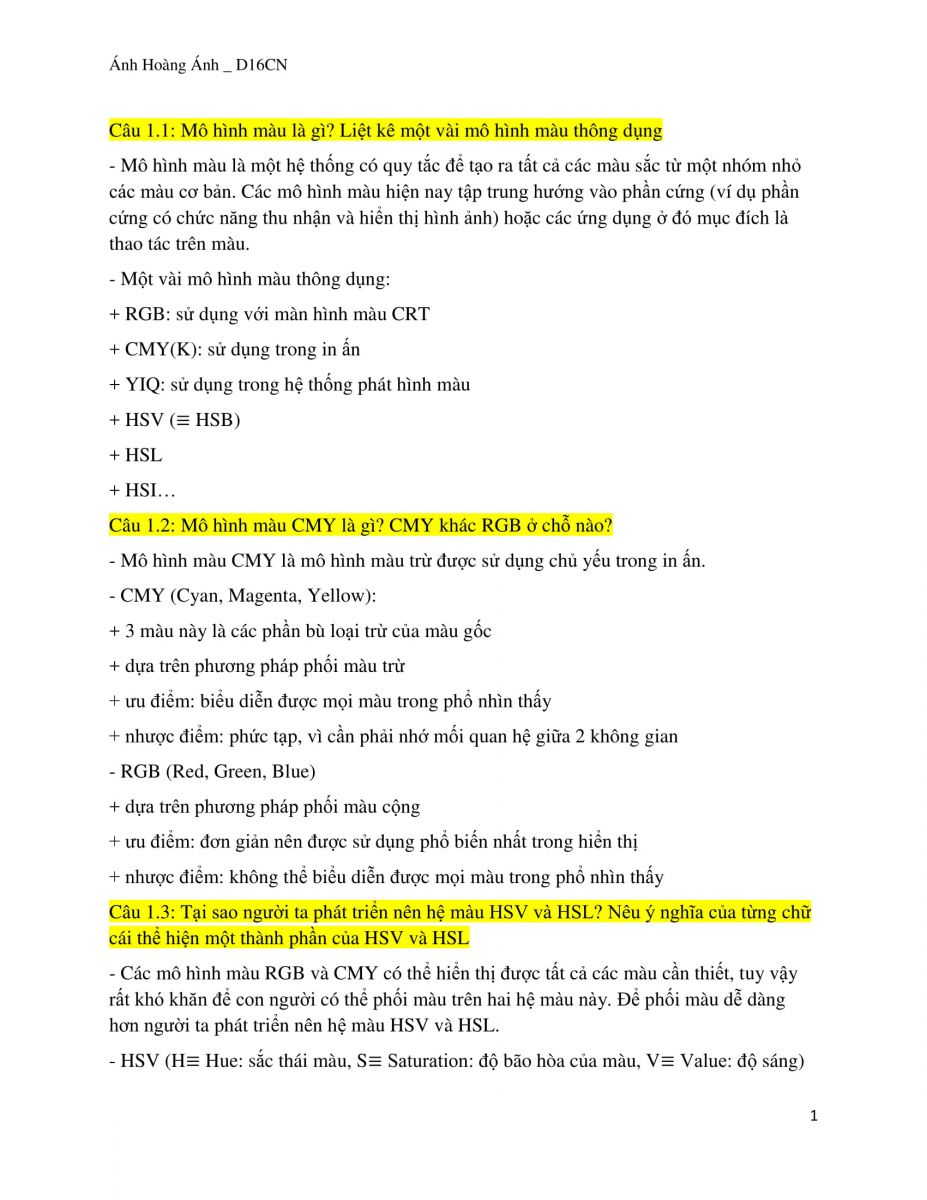 Ánh Hoàng Ánh _ D16CN
Câu 1.1: Mô hình màu là gì? Liệt kê một vài mô hình màu thông dụng
- Mô hình màu là một hệ thống có quy tắc để tạo ra tất cả các màu sắc từ một nhóm nhỏ
các màu cơ bản. Các mô hình màu hiện nay tập trung hướng vào phần cứng (ví dụ phần
cứng có chức năng thu nhận và hiển thị hình ảnh) hoặc các ứng dụng ở đó mục đích là
thao tác trên màu.
- Một vài mô hình màu thông dụng:
+ RGB: sử dụng với màn hình màu CRT
+ CMY(K): sử dụng trong in ấn
+ YIQ: sử dụng trong hệ thống phát hình màu
+ HSV (≡ HSB)
+ HSL
+ HSI…
Câu 1.2: Mô hình màu CMY là gì? CMY khác RGB ở chỗ nào?
- Mô hình màu CMY là mô hình màu trừ được sử dụng chủ yếu trong in ấn.
- CMY (Cyan, Magenta, Yellow):
+ 3 màu này là các phần bù loại trừ của màu gốc
+ dựa trên phương pháp phối màu trừ
+ ưu điểm: biểu diễn được mọi màu trong phổ nhìn thấy
+ nhược điểm: phức tạp, vì cần phải nhớ mối quan hệ giữa 2 không gian
- RGB (Red, Green, Blue)
+ dựa trên phương pháp phối màu cộng
+ ưu điểm: đơn giản nên được sử dụng phổ biến nhất trong hiển thị
+ nhược điểm: không thể biểu diễn được mọi màu trong phổ nhìn thấy
Câu 1.3: Tại sao người ta phát triển nên hệ màu HSV và HSL? Nêu ý nghĩa của từng chữ
cái thể hiện một thành phần của HSV và HSL
- Các mô hình màu RGB và CMY có thể hiển thị được tất cả các màu cần thiết, tuy vậy
rất khó khăn để con người có thể phối màu trên hai hệ màu này. Để phối màu dễ dàng
hơn người ta phát triển nên hệ màu HSV và HSL.
- HSV (H≡ Hue: sắc thái màu, S≡ Saturation: độ bão hòa của màu, V≡ Value: độ sáng)
1